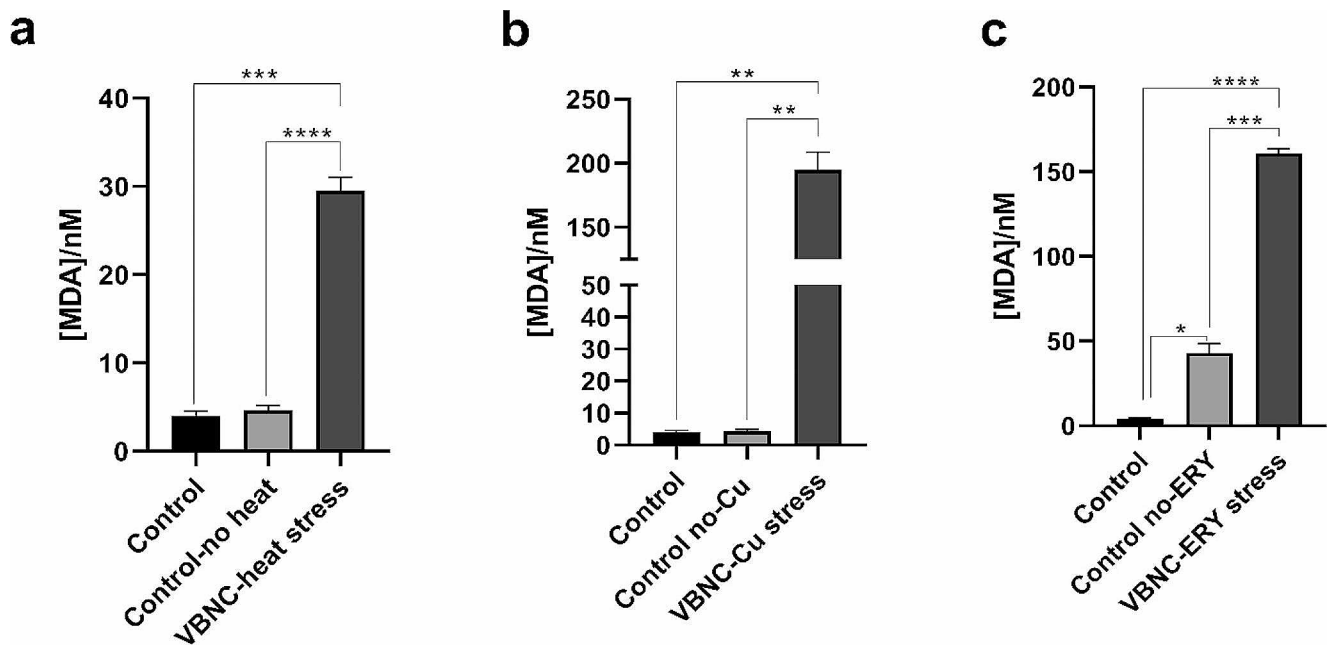 a
***
****
[MDA]/nM
40
30
20
10
0
Control
Control-no heat
VBNC-heat stress
b
**
**
[MDA]/nM
250
200
150
50
40
30
20
10
0
Control
Control no-Cu
VBNC-Cu stress
c
****
***
*
[MDA]/nM
200
150
100
50
0
Control
Control no-ERY
VBNC-ERY stress